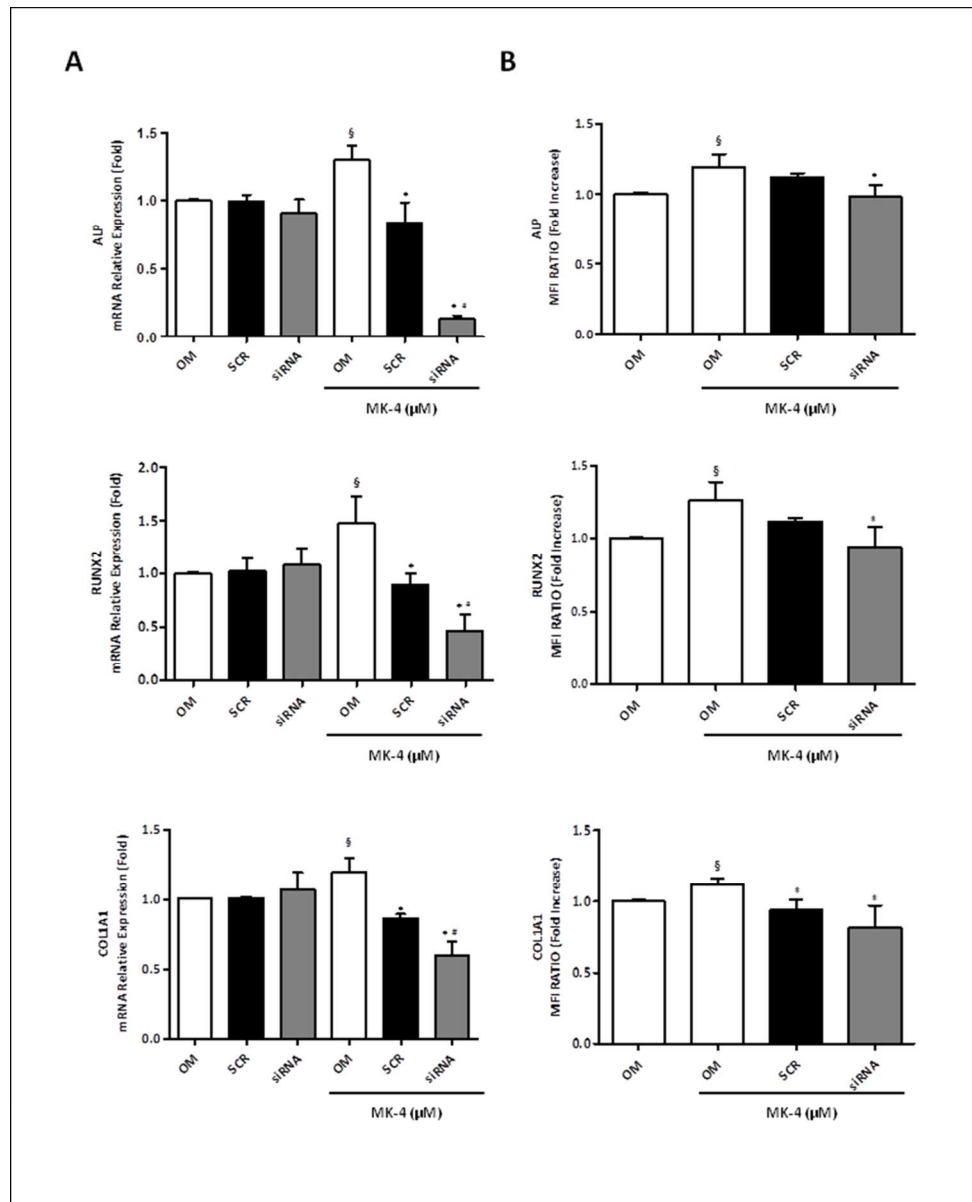 A
ALP
mRNA Relative Expression (Fold)
1.5
1.0
0.5
0.0
§
*
* #
OM
SCR
siRNA
OM
SCR
siRNA
MK-4 (µM)
RUNX2
mRNA Relative Expression (Fold)
2.0
1.5
1.0
0.5
0.0
§
*
* #
OM
SCR
siRNA
OM
SCR
siRNA
MK-4 (µM)
COL1A1
mRNA Relative Expression (Fold)
1.5
1.0
0.5
0.0
§
*
* #
OM
SCR
siRNA
OM
SCR
siRNA
MK-4 (µM)
B
ALP
MFI RATIO (Fold Increase)
1.5
1.0
0.5
0.0
§
*
OM
OM
SCR
siRNA
MK-4 (µM)
RUNX2
MFI RATIO (Fold Increase)
1.5
1.0
0.5
0.0
§
*
OM
OM
SCR
siRNA
MK-4 (µM)
COL1A1
MFI RATIO (Fold Increase)
1.5
1.0
0.5
0.0
§
*
*
OM
OM
SCR
siRNA
MK-4 (µM)